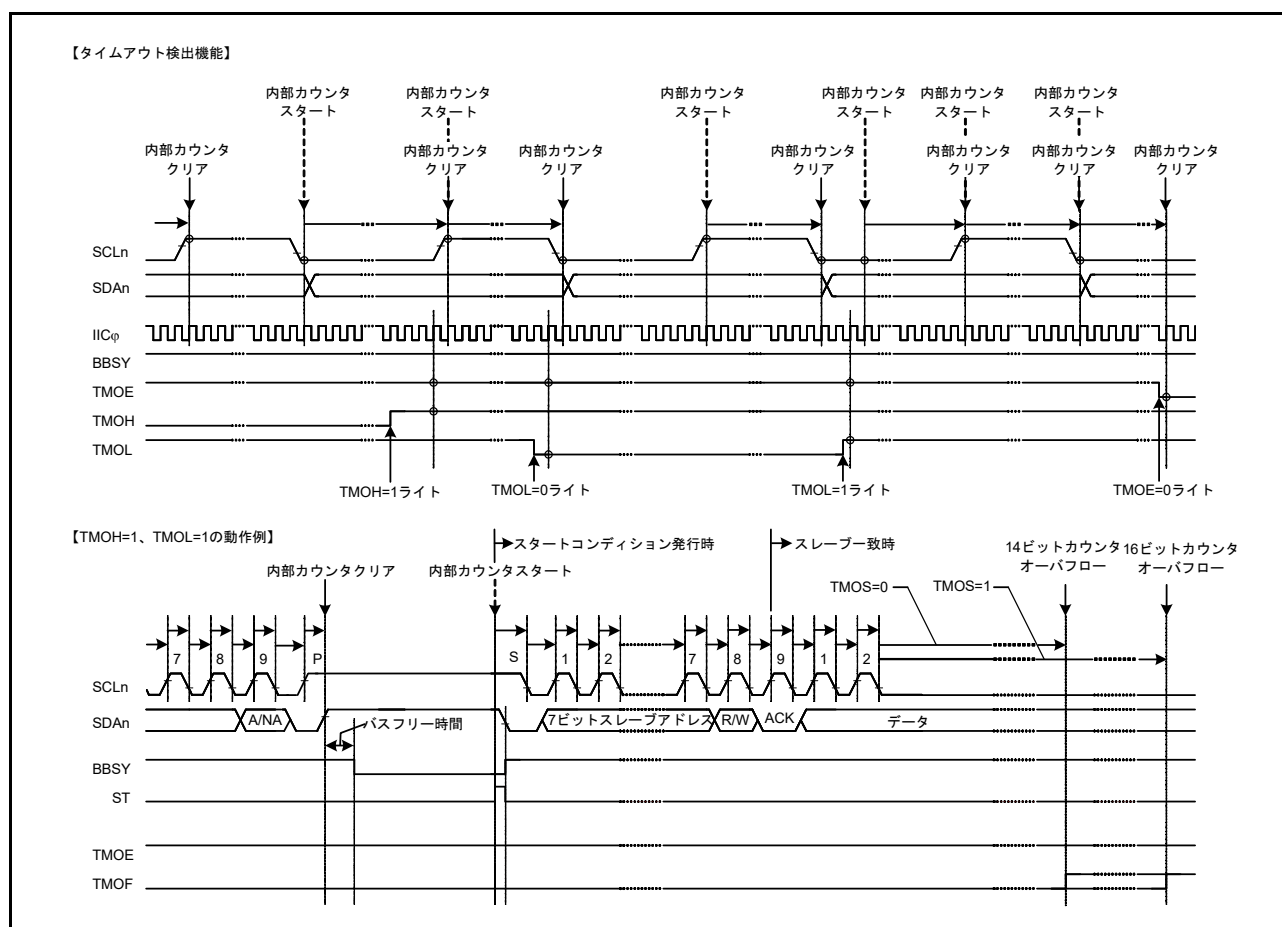 【タイムアウト検出機能】
内部カウンタ
スタート
内部カウンタ
スタート
内部カウンタ
スタート
内部カウンタ
スタート
内部カウンタ
スタート
内部カウンタ
スタート
内部カウンタ
クリア
内部カウンタ
クリア
内部カウンタ
クリア
内部カウンタ
クリア
内部カウンタ
クリア
内部カウンタ
クリア
内部カウンタ
クリア
SCLn
SDAn
IICφ
BBSY
TMOE
TMOH
TMOL
TMOH=1ライト
TMOL=0ライト
TMOL=1ライト
TMOE=0ライト
【TMOH=1、TMOL=1の動作例】
スタートコンディション発行時
スレーブ一致時
14ビットカウンタ
オーバフロー
16ビットカウンタ
オーバフロー
内部カウンタクリア
内部カウンタスタート
TMOS=0
TMOS=1
7 8 9 P S 1 2 7 8 9 1 2
SCLn
SDAn A/NA 7ビットスレーブアドレス R/W ACK データ
バスフリー時間
BBSY
ST
TMOE
TMOF